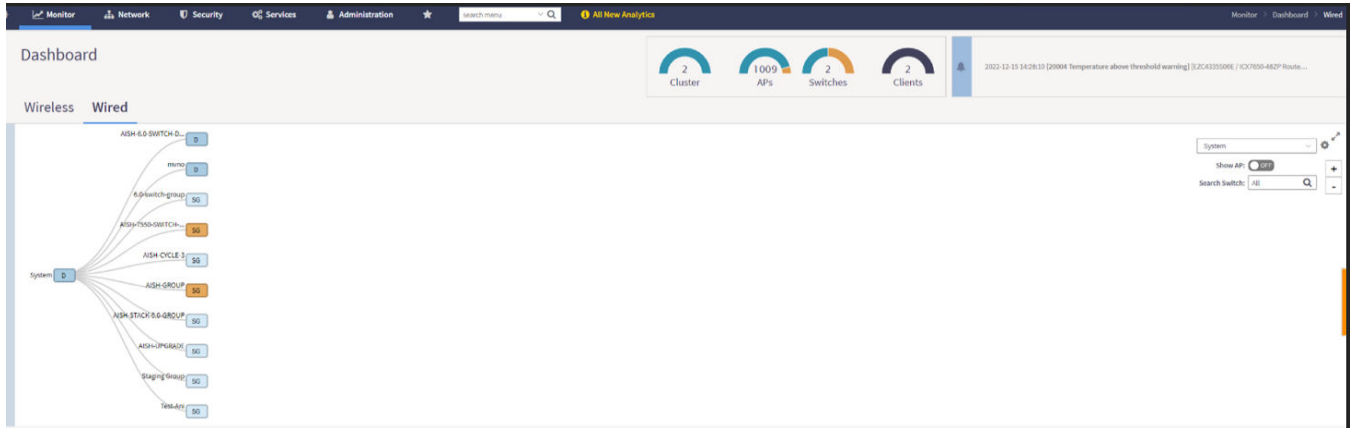 Monitor Network Security Services Administration search menu All New Analytics Monitor > Dashboard > Wired
Dashboard
2 Cluster
1009 APs
2 Switches
2 Clients
2022-12-15 14:28:10 [20004 Temperature above threshold warning] [EZC4335S06E / ICX7650-48ZP Route...
Wireless Wired
AISH-6.0-SWITCH-D... D
mimo D
6.0-switch-group SG
AISH-7550-SWITCH-... SG
AISH-CYCLE-3 SG
System D
AISH-GROUP SG
AISH-STACK-6.0-GROUP SG
AISH-UPGRADE SG
Staging Group SG
Test-Ani SG
System
Show AP: OFF
+
Search Switch: All
-